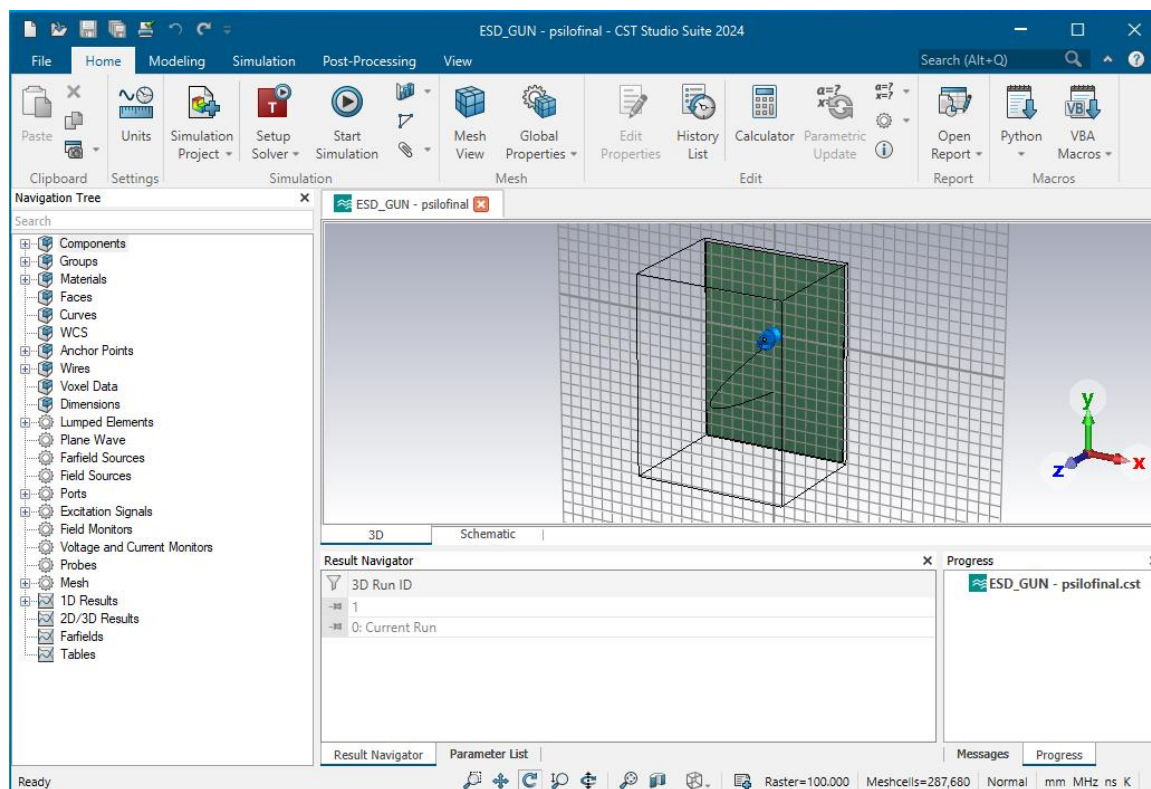 ESD_GUN - psilofinal - CST Studio Suite 2024
File Home Modeling Simulation Post-Processing View Search (Alt+Q)
Paste Units Simulation Project Setup Solver Start Simulation Mesh View Global Properties Edit Properties History List Calculator Parametric Update Open Report Python VBA Macros
Clipboard Settings Simulation Mesh Edit Report Macros
Navigation Tree
Search
Components
Groups
Materials
Faces
Curves
WCS
Anchor Points
Wires
Voxel Data
Dimensions
Lumped Elements
Plane Wave
Farfield Sources
Field Sources
Ports
Excitation Signals
Field Monitors
Voltage and Current Monitors
Probes
Mesh
1D Results
2D/3D Results
Farfields
Tables
ESD_GUN - psilofinal
y
z
x
3D Schematic
Result Navigator
3D Run ID
1
0: Current Run
Result Navigator Parameter List
Progress
ESD_GUN - psilofinal.cst
Messages Progress
Ready Raster=100.000 Meshcells=287,680 Normal mm MHz ns K